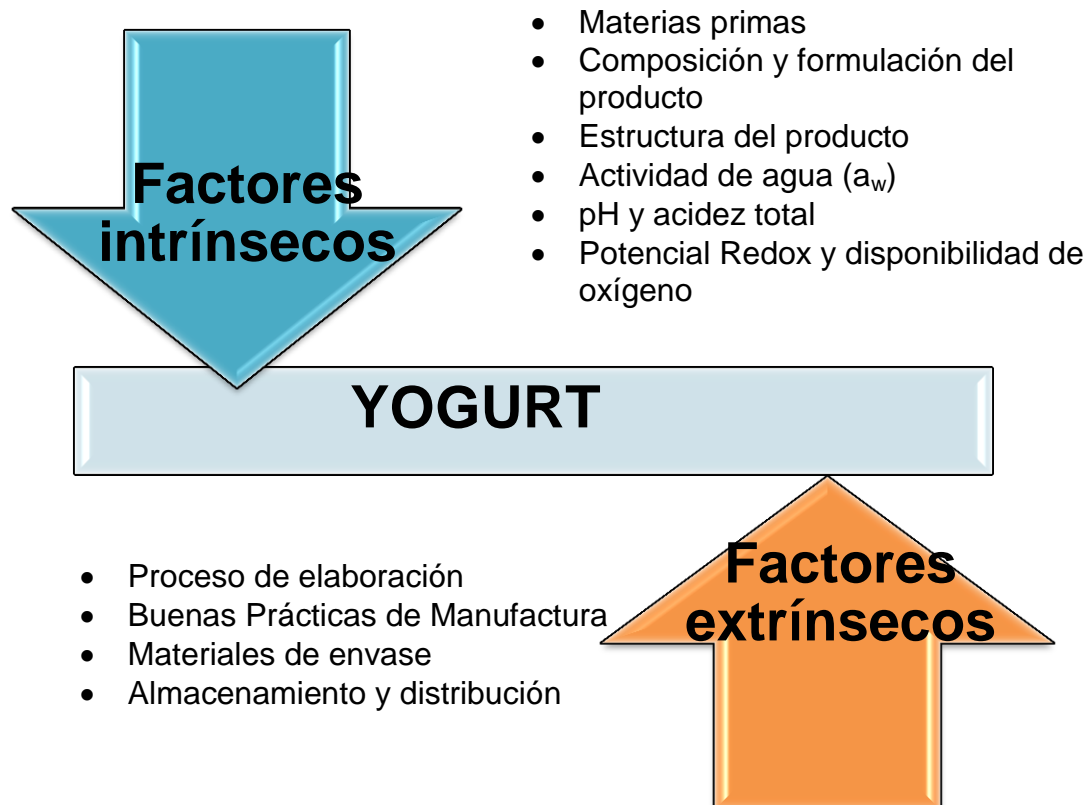 Factores
intrínsecos
• Materias primas
• Composición y formulación del
producto
• Estructura del producto
• Actividad de agua (aw)
• pH y acidez total
• Potencial Redox y disponibilidad de
oxígeno
YOGURT
• Proceso de elaboración
• Buenas Prácticas de Manufactura
• Materiales de envase
• Almacenamiento y distribución
Factores
extrínsecos